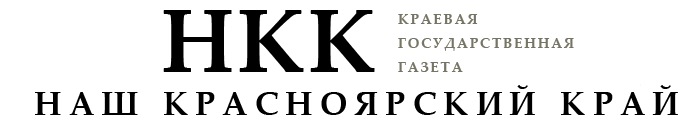 НКК
КРАЕВАЯ
ГОСУДАРСТВЕННАЯ
ГАЗЕТА
НАШ КРАСНОЯРСКИЙ КРАЙ